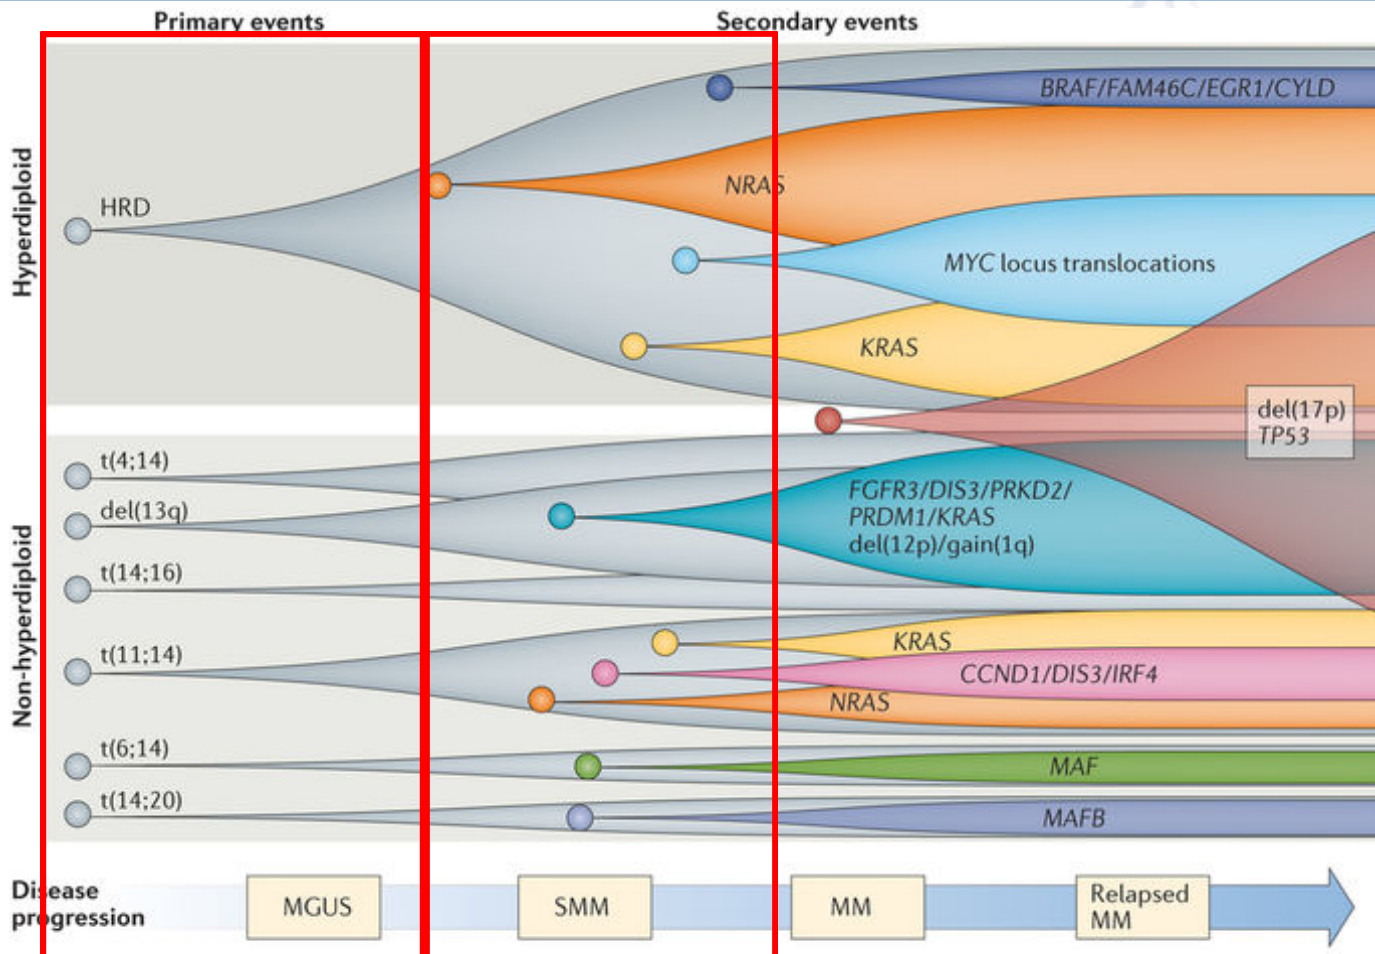 Primary events
Secondary events
Hyperdiploid
HRD
BRAF/FAM46C/EGR1/CYLD
NRAS
MYC locus translocations
KRAS
del(17p)
TP53
Non-hyperdiploid
t(4;14)
del(13q)
t(14;16)
t(11;14)
t(6;14)
t(14;20)
FGFR3/DIS3/PRKD2/
PRDM1/KRAS
del(12p)/gain(1q)
KRAS
CCND1/DIS3/IRF4
NRAS
MAF
MAFB
Disease
progression
MGUS
SMM
MM
Relapsed
MM